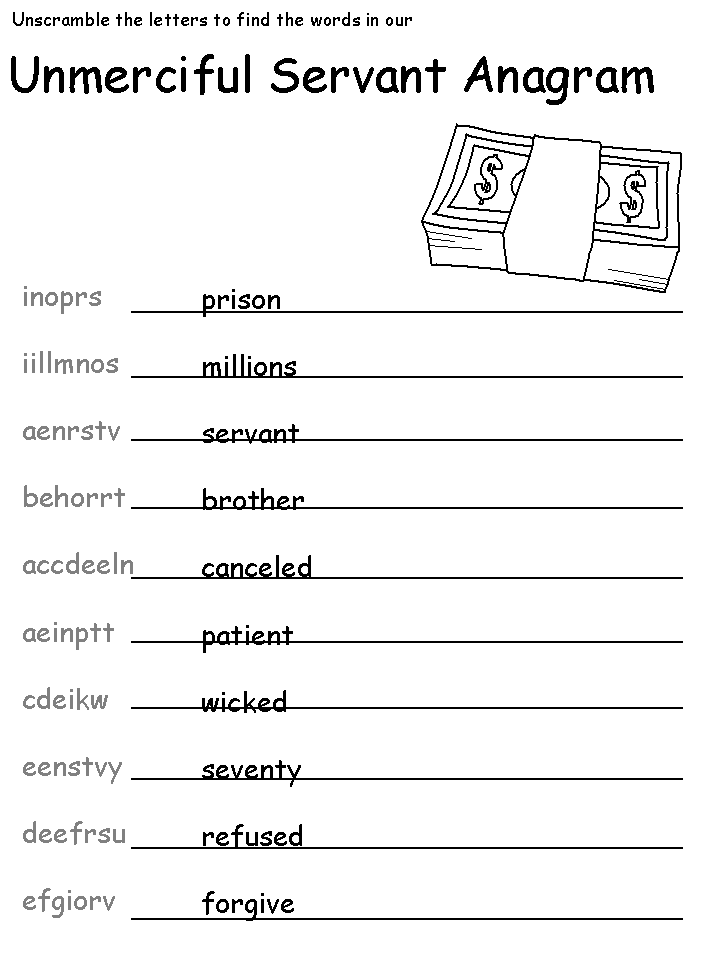 Unscramble the letters to find the words in our
Unmerciful Servant Anagram
$ $
inoprs prison
iillmnos millions
aenrstv servant
behorrt brother
accdeeln canceled
aeinptt patient
cdeikw wicked
eenstvy seventy
deefrsu refused
efgiorv forgive